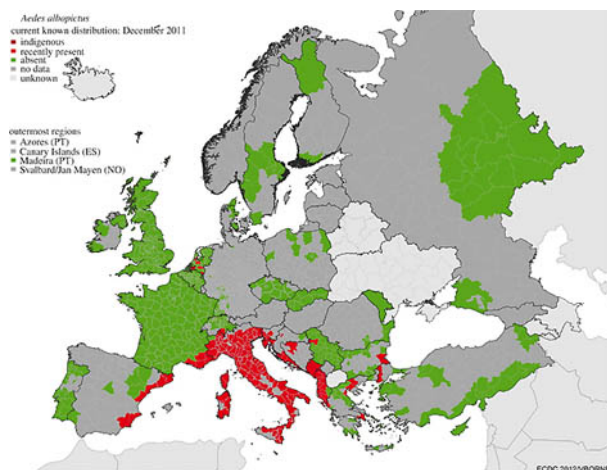 Aedes albopictus
current known distribution: December 2011
indigenous
recently present
absent
no data
unknown
outermost regions
Azores (PT)
Canary Islands (ES)
Madeira (PT)
Svalbard/Jan Mayen (NO)